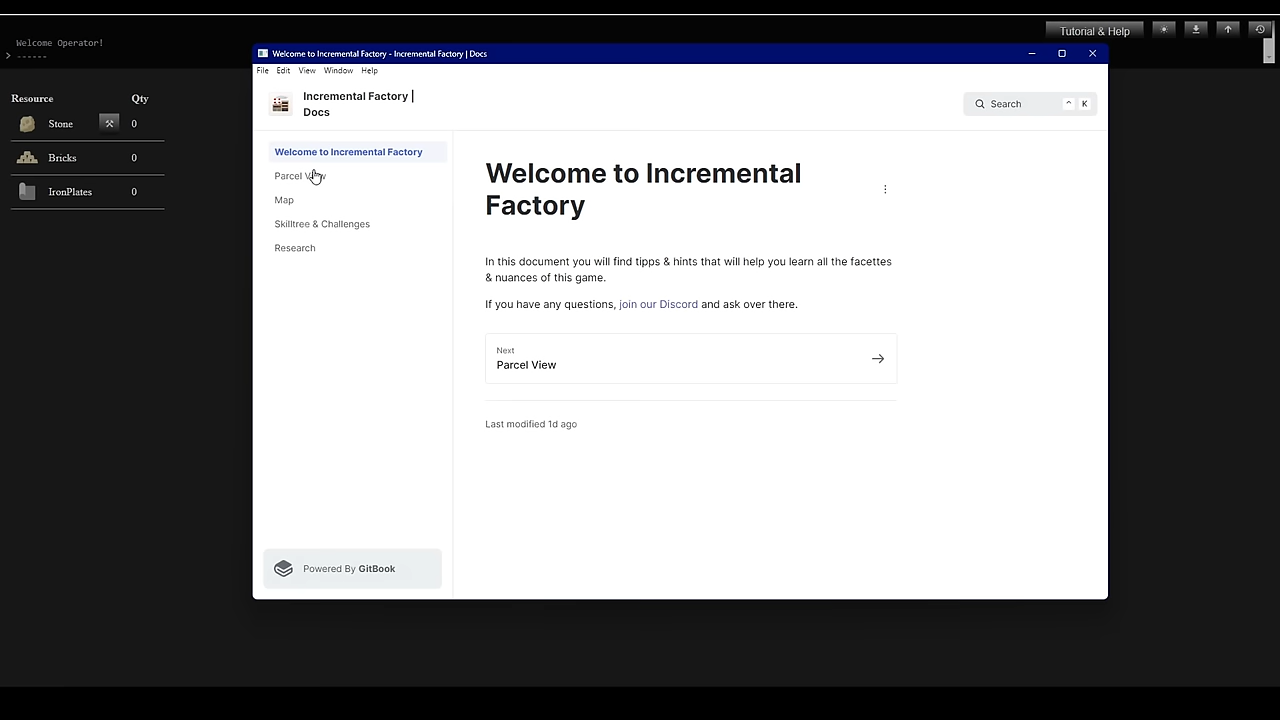 Welcome Operator!
> ------
Tutorial & Help
Resource Qty
Stone 0
Bricks 0
IronPlates 0
Welcome to Incremental Factory - Incremental Factory | Docs
File Edit View Window Help
Incremental Factory |
Docs
Search ^ K
Welcome to Incremental Factory
Parcel View
Map
Skilltree & Challenges
Research
Powered By GitBook
Welcome to Incremental
Factory
In this document you will find tipps & hints that will help you learn all the facettes
& nuances of this game.
If you have any questions, join our Discord and ask over there.
Next
Parcel View
Last modified 1d ago